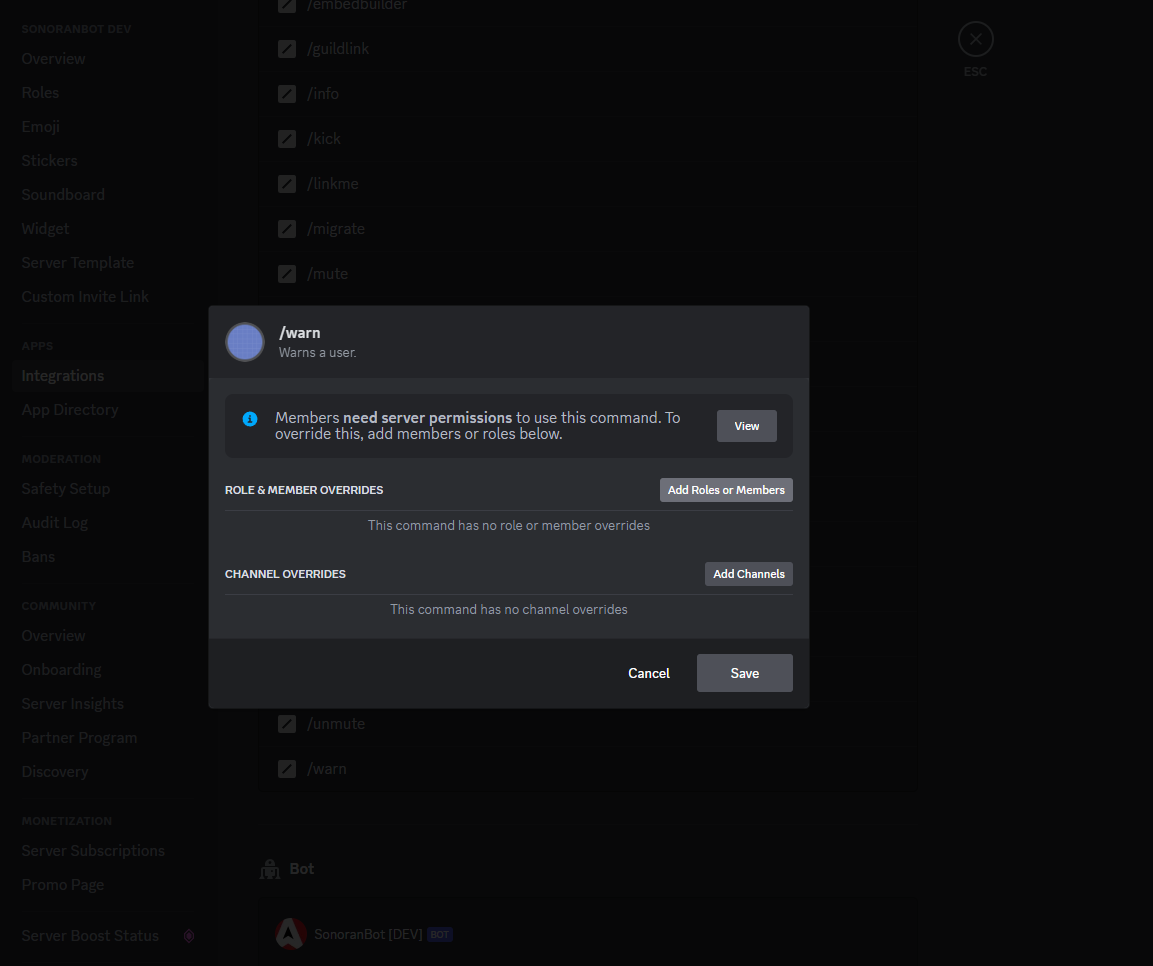 SONORANBOT DEV
Overview
Roles
Emoji
Stickers
Soundboard
Widget
Server Template
Custom Invite Link
APPS
Integrations
App Directory
MODERATION
Safety Setup
Audit Log
Bans
COMMUNITY
Overview
Onboarding
Server Insights
Partner Program
Discovery
MONETIZATION
Server Subscriptions
Promo Page
Server Boost Status
/embedbuilder
/guildlink
/info
/kick
/linkme
/migrate
/mute
/warn
Warns a user.
Members need server permissions to use this command. To
override this, add members or roles below.
View
ROLE & MEMBER OVERRIDES
Add Roles or Members
This command has no role or member overrides
CHANNEL OVERRIDES
Add Channels
This command has no channel overrides
Cancel
Save
/unmute
/warn
Bot
SonoranBot [DEV] BOT
ESC